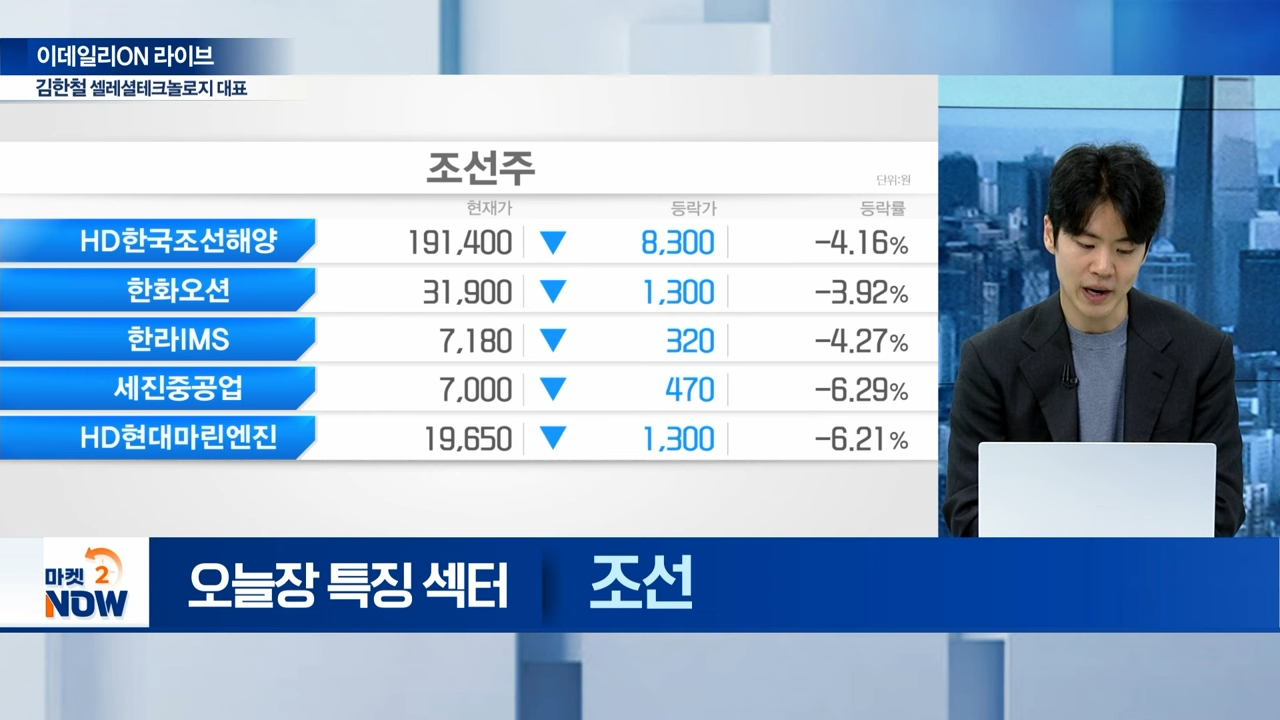 이데일리ON 라이브
김한철 셀레셜테크놀로지 대표
조선주
단위:원
현재가 등락가 등락률
HD한국조선해양 191,400 ▼ 8,300 -4.16%
한화오션 31,900 ▼ 1,300 -3.92%
한라IMS 7,180 ▼ 320 -4.27%
세진중공업 7,000 ▼ 470 -6.29%
HD현대마린엔진 19,650 ▼ 1,300 -6.21%
마켓 2
NOW
오늘장 특징 섹터 조선